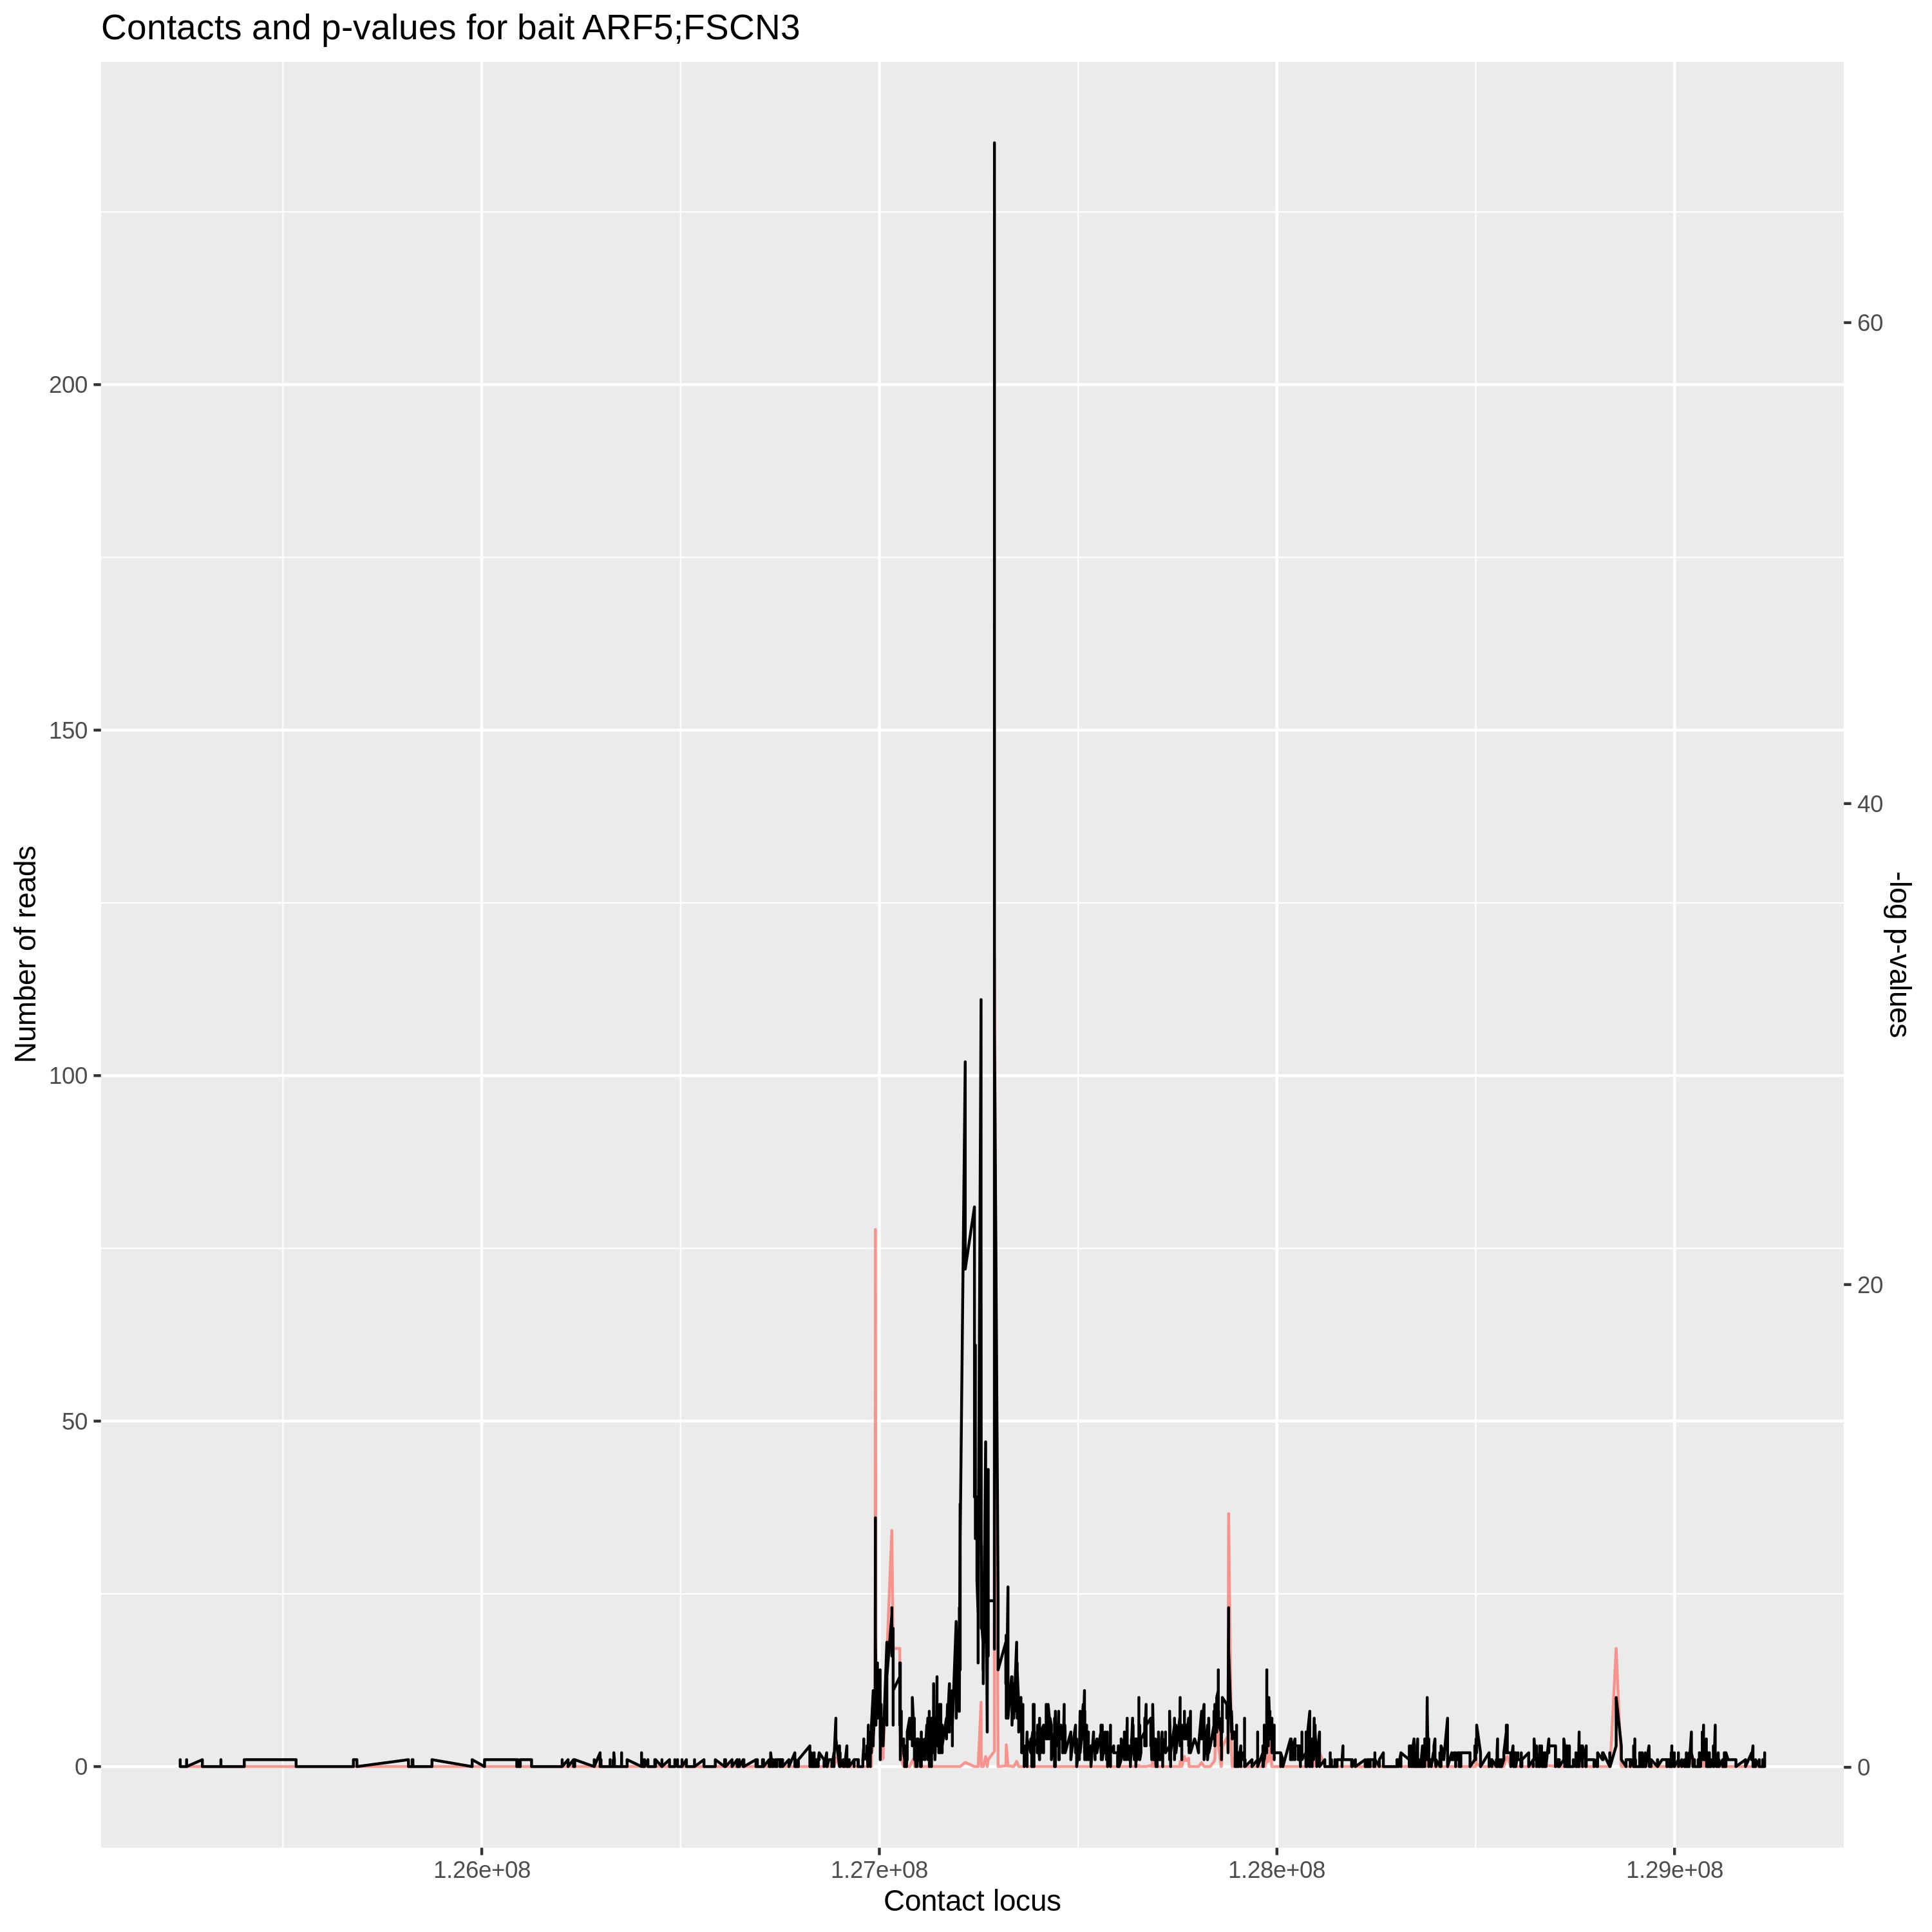 Contacts and p-values for bait ARF5;FSCN3
200
150
100
50
0
Number of reads
60
40
20
0
-log p-values
1.26e+08
1.27e+08
1.28e+08
1.29e+08
Contact locus